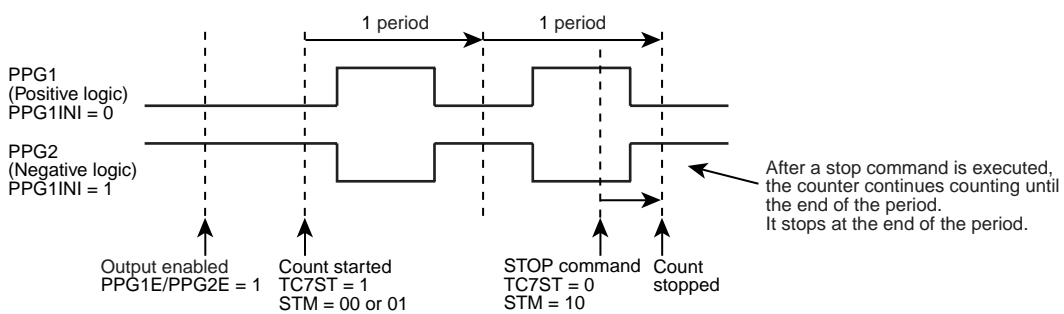 1 period
1 period
PPG1
(Positive logic)
PPG1INI = 0
PPG2
(Negative logic)
PPG1INI = 1
After a stop command is executed,
the counter continues counting until
the end of the period.
It stops at the end of the period.
Output enabled
PPG1E/PPG2E = 1
Count started
TC7ST = 1
STM = 00 or 01
STOP command
TC7ST = 0
STM = 10
Count
stopped